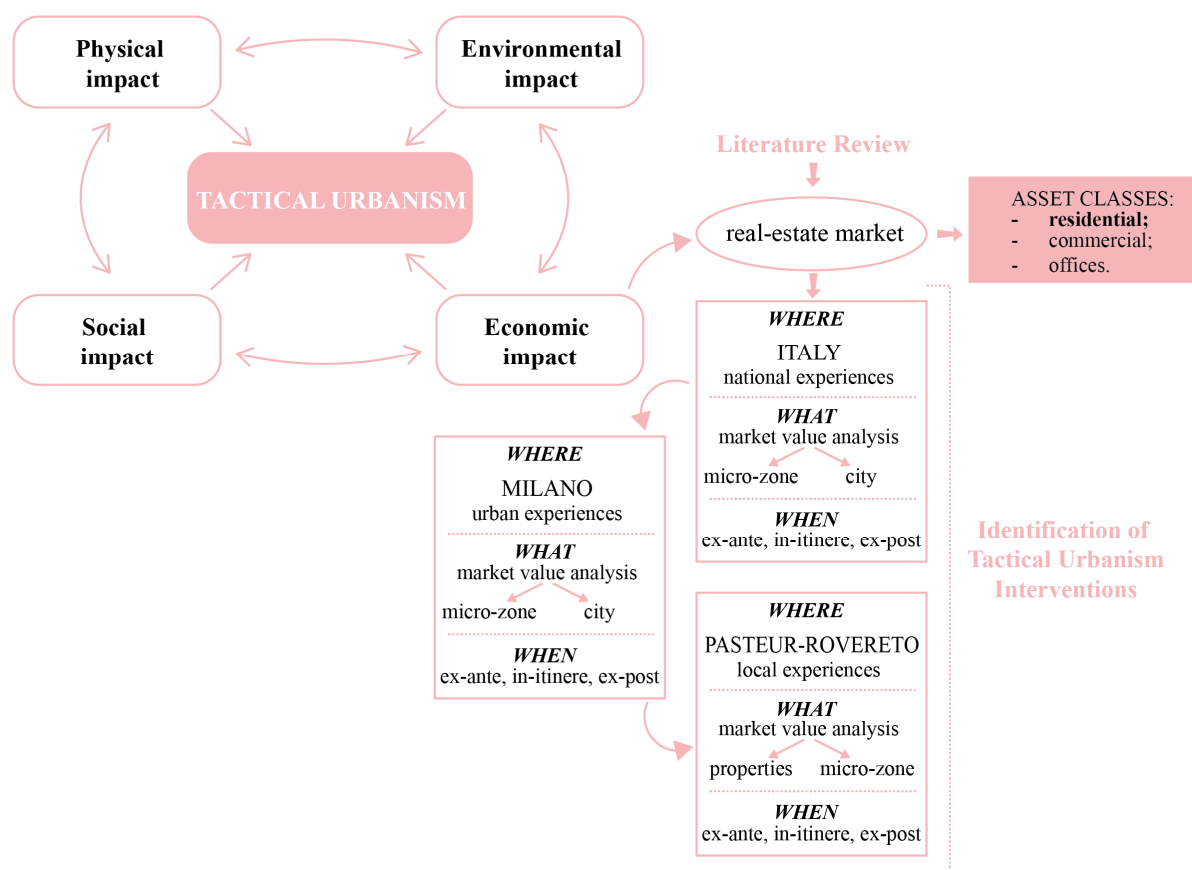 Physical
impact
Environmental
impact
TACTICAL URBANISM
Social
impact
Economic
impact
Literature Review
real-estate market
ASSET CLASSES:
- residential;
- commercial;
- offices.
WHERE
ITALY
national experiences
WHAT
market value analysis
micro-zone city
WHEN
ex-ante, in-itinere, ex-post
WHERE
MILANO
urban experiences
WHAT
market value analysis
micro-zone city
WHEN
ex-ante, in-itinere, ex-post
WHERE
PASTEUR-ROVERETO
local experiences
WHAT
market value analysis
properties micro-zone
WHEN
ex-ante, in-itinere, ex-post
Identification of
Tactical Urbanism
Interventions